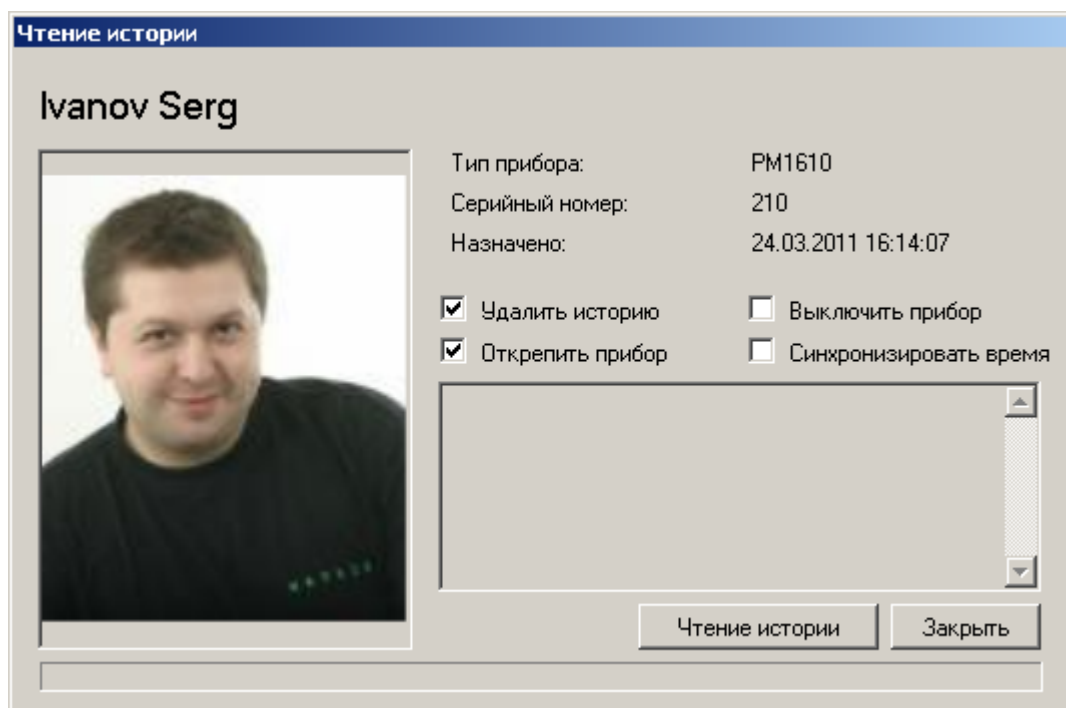 Чтение истории
Ivanov Serg
Тип прибора: PM1610
Серийный номер: 210
Назначено: 24.03.2011 16:14:07
Удалить историю Выключить прибор
Открепить прибор Синхронизировать время
Чтение истории Закрыть